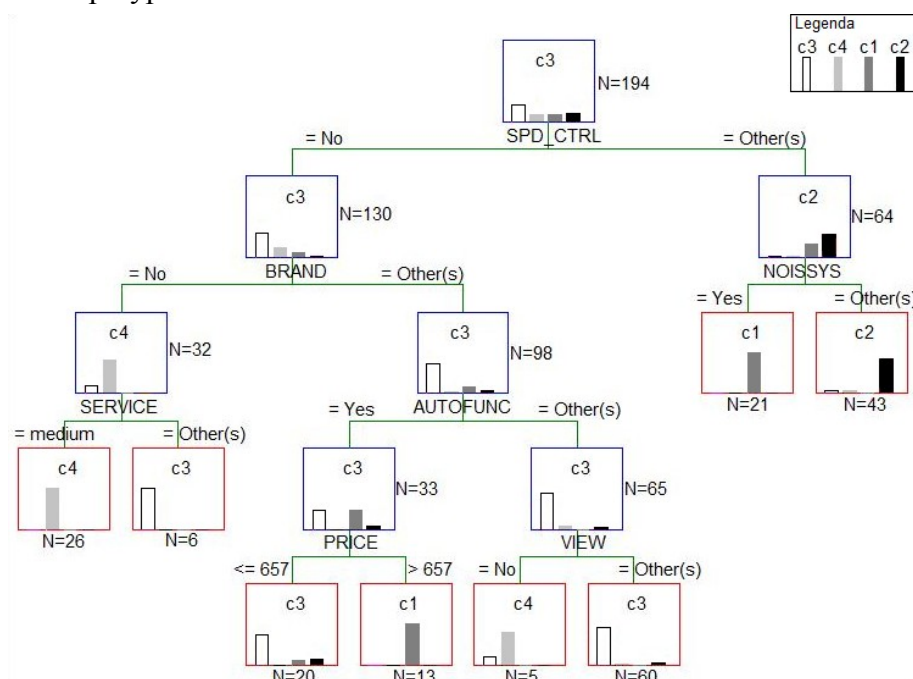 Legenda
c3 c4 c1 c2
c3
N=194
SPD_CTRL
= No
= Other(s)
c3
N=130
BRAND
c2
N=64
NOISSYS
= No
= Other(s)
= Yes
= Other(s)
c4
N=32
SERVICE
c3
N=98
AUTOFUNC
c1
N=21
c2
N=43
= medium
= Other(s)
= Yes
= Other(s)
c4
N=26
c3
N=6
c3
N=33
PRICE
c3
N=65
VIEW
<= 657
> 657
= No
= Other(s)
c3
N=20
c1
N=13
c4
N=5
c3
N=60